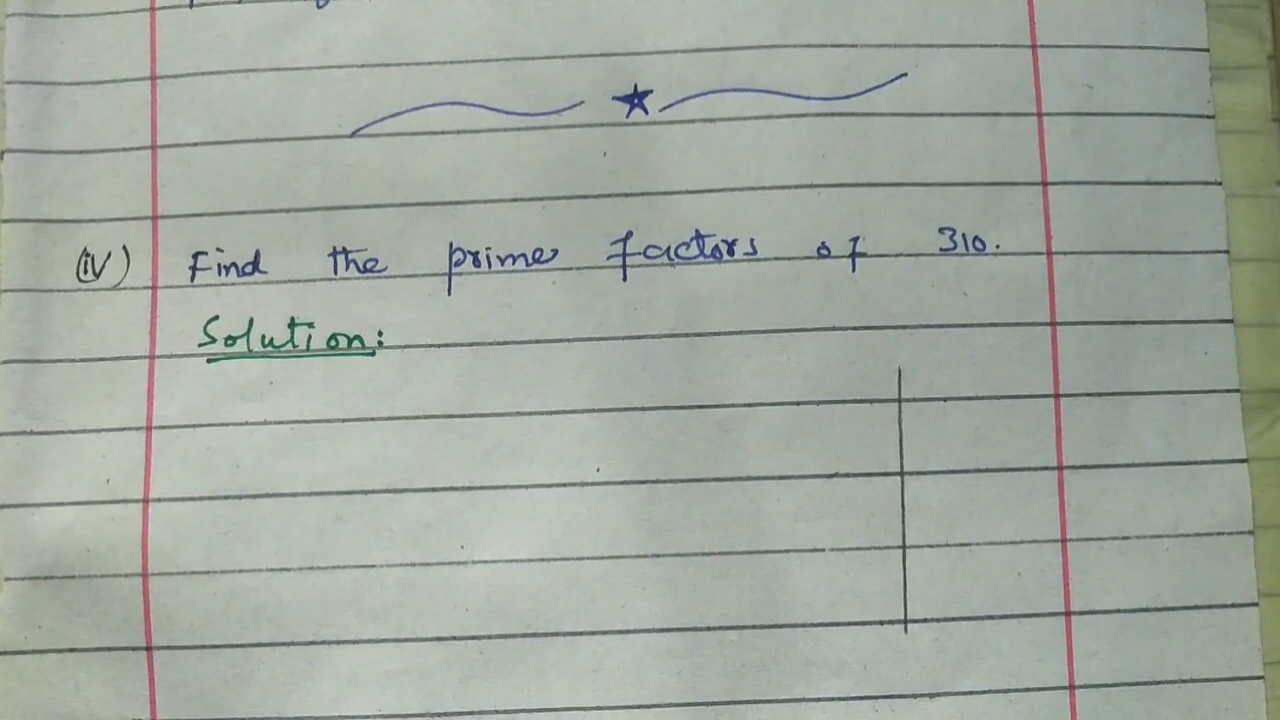 (iv) Find the prime factors of 310.
Solution: